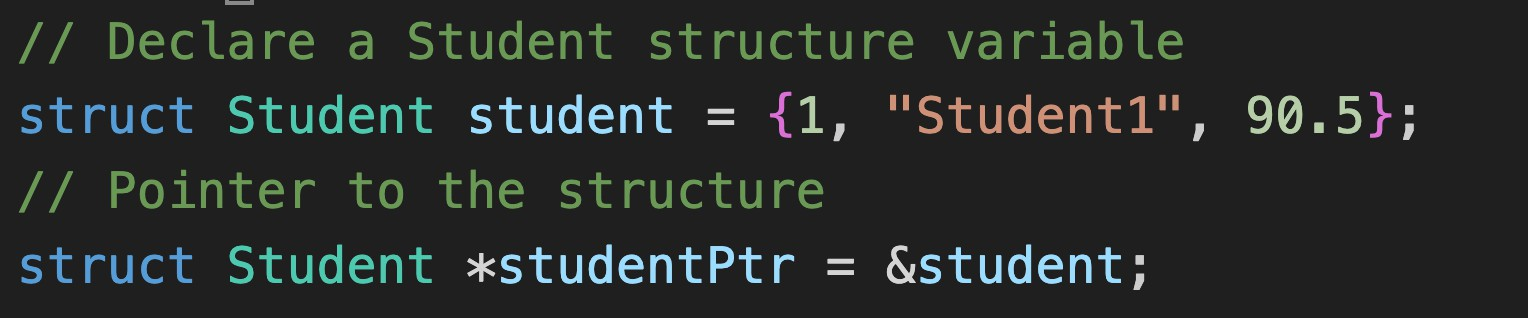 // Declare a Student structure variable
struct Student student = {1, "Student1", 90.5};
// Pointer to the structure
struct Student *studentPtr = &student;